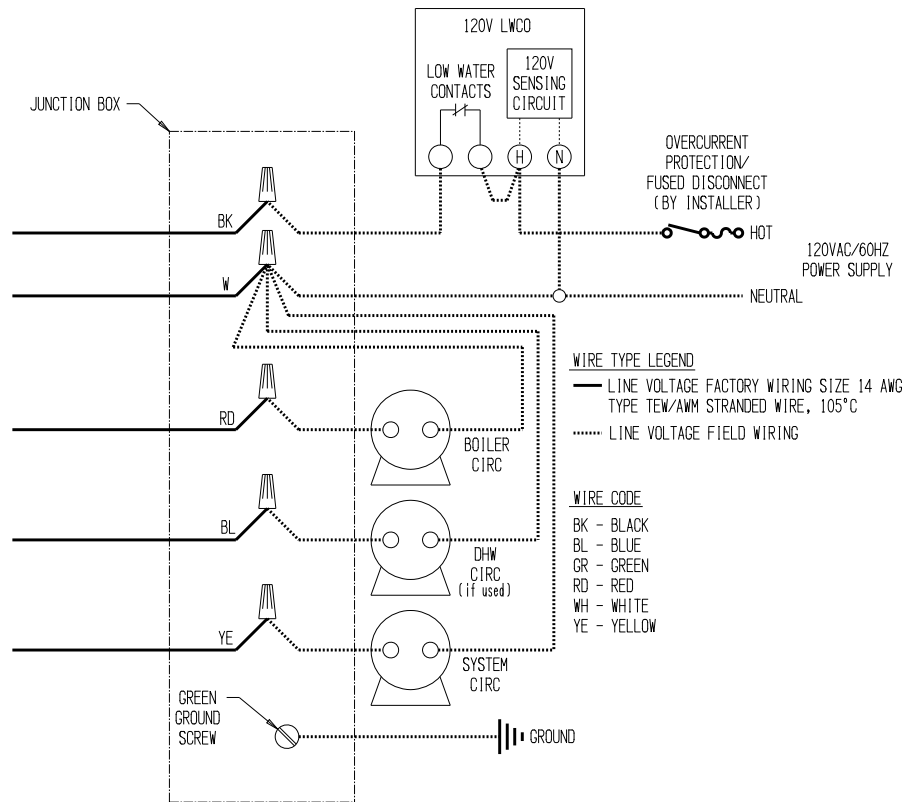 120V LWCO
LOW WATER
CONTACTS
120V
SENSING
CIRCUIT
H
N
JUNCTION BOX
OVERCURRENT
PROTECTION/
FUSED DISCONNECT
(BY INSTALLER)
BK
HOT
120VAC/60HZ
POWER SUPPLY
W
NEUTRAL
WIRE TYPE LEGEND
LINE VOLTAGE FACTORY WIRING SIZE 14 AWG
TYPE TEW/AWM STRANDED WIRE, 105°C
LINE VOLTAGE FIELD WIRING
RD
BOILER
CIRC
WIRE CODE
BK - BLACK
BL - BLUE
GR - GREEN
RD - RED
WH - WHITE
YE - YELLOW
BL
DHW
CIRC
(if used)
YE
SYSTEM
CIRC
GREEN
GROUND
SCREW
GROUND